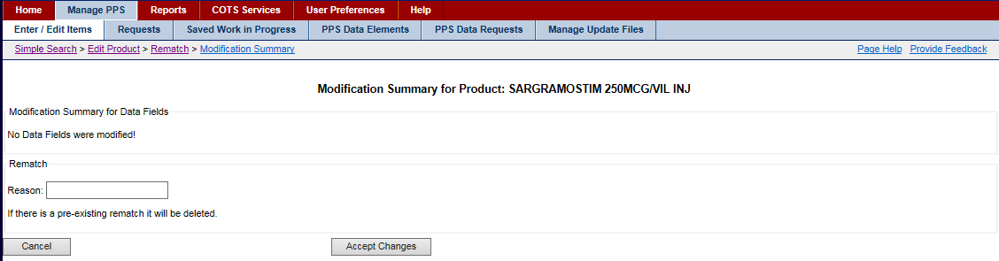 Home Manage PPS Reports COTS Services User Preferences Help
Enter / Edit Items Requests Saved Work in Progress PPS Data Elements PPS Data Requests Manage Update Files
Simple Search > Edit Product > Rematch > Modification Summary Page Help Provide Feedback
Modification Summary for Product: SARGRAMOSTIM 250MCG/VIL INJ
Modification Summary for Data Fields
No Data Fields were modified!
Rematch
Reason:
If there is a pre-existing rematch it will be deleted.
Cancel Accept Changes